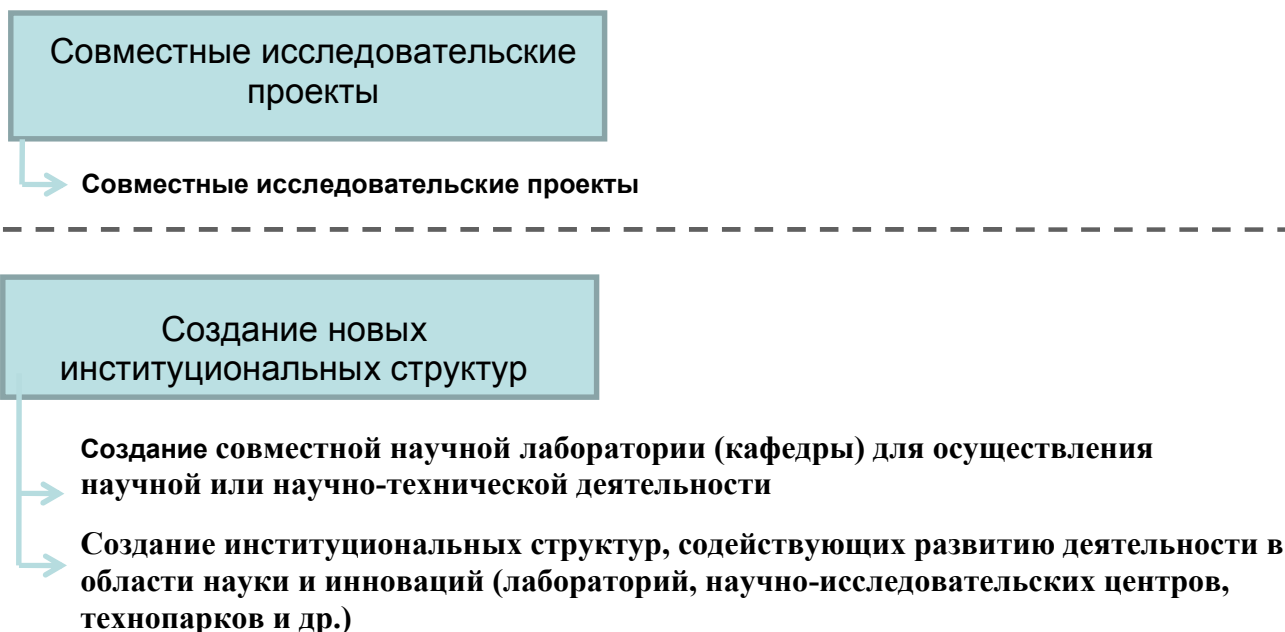 Совместные исследовательские
проекты
Совместные исследовательские проекты
Создание новых
институциональных структур
Создание совместной научной лаборатории (кафедры) для осуществления
научной или научно-технической деятельности
Создание институциональных структур, содействующих развитию деятельности в
области науки и инноваций (лабораторий, научно-исследовательских центров,
технопарков и др.)